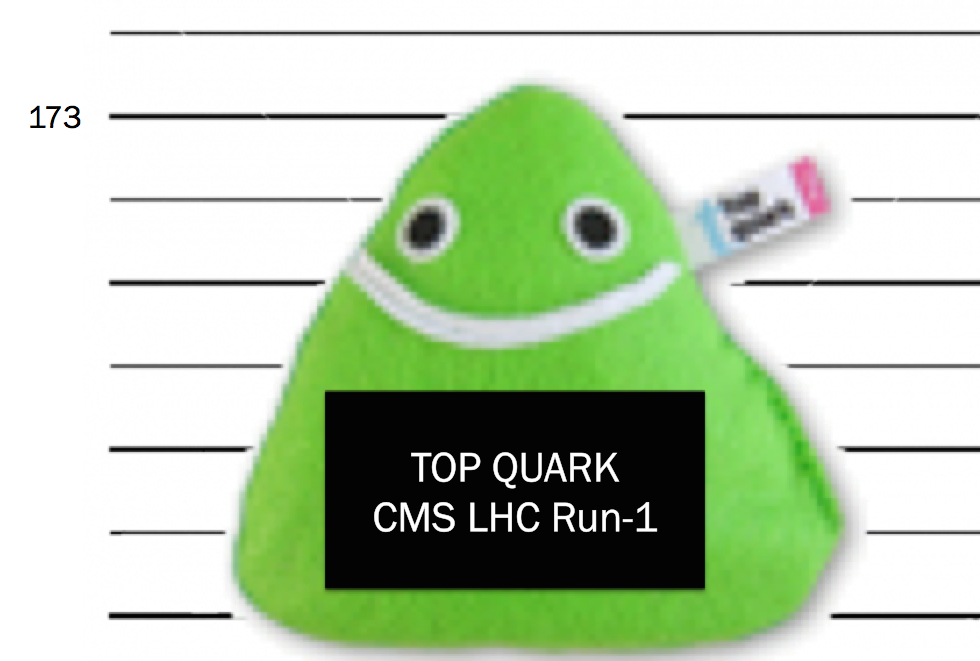 173
top
quark
TOP QUARK
CMS LHC Run-1